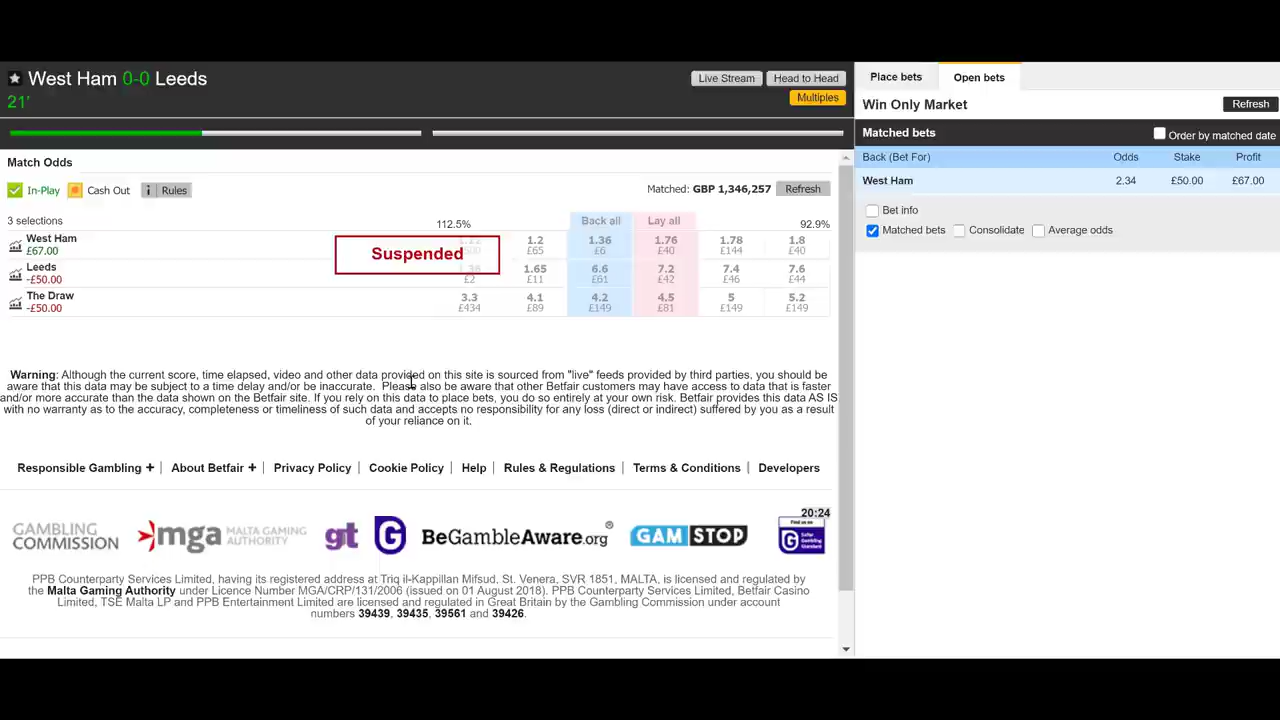 West Ham 0-0 Leeds
21'
Live Stream
Head to Head
Multiples
Match Odds
In-Play
Cash Out
Rules
Matched: GBP 1,346,257
Refresh
3 selections
112.5%
Back all
Lay all
92.9%
West Ham
£67.00
Suspended
1.2
£65
1.36
£6
1.76
£40
1.78
£144
1.8
£40
Leeds
-£50.00
£2
1.65
£11
6.6
£61
7.2
£42
7.4
£46
7.6
£44
The Draw
-£50.00
3.3
£434
4.1
£89
4.2
£149
4.5
£81
5
£149
5.2
£149
Warning: Although the current score, time elapsed, video and other data provided on this site is sourced from "live" feeds provided by third parties, you should be
aware that this data may be subject to a time delay and/or be inaccurate. Please also be aware that other Betfair customers may have access to data that is faster
and/or more accurate than the data shown on the Betfair site. If you rely on this data to place bets, you do so entirely at your own risk. Betfair provides this data AS IS
with no warranty as to the accuracy, completeness or timeliness of such data and accepts no responsibility for any loss (direct or indirect) suffered by you as a result
of your reliance on it.
Responsible Gambling +
About Betfair +
Privacy Policy
Cookie Policy
Help
Rules & Regulations
Terms & Conditions
Developers
20:24
GAMBLING
COMMISSION
mga MALTA GAMING
AUTHORITY
gt
G
BeGambleAware.org®
GAMSTOP
Find us on
G Safer
Gambling
PPB Counterparty Services Limited, having its registered address at Triq il-Kappillan Mifsud, St. Venera, SVR 1851, MALTA, is licensed and regulated by
the Malta Gaming Authority under Licence Number MGA/CRP/131/2006 (issued on 01 August 2018). PPB Counterparty Services Limited, Betfair Casino
Limited, TSE Malta LP and PPB Entertainment Limited are licensed and regulated in Great Britain by the Gambling Commission under account
numbers 39439, 39435, 39561 and 39426.
Place bets
Open bets
Win Only Market
Refresh
Matched bets
Order by matched date
Back (Bet For)
Odds
Stake
Profit
West Ham
2.34
£50.00
£67.00
Bet info
Matched bets
Consolidate
Average odds